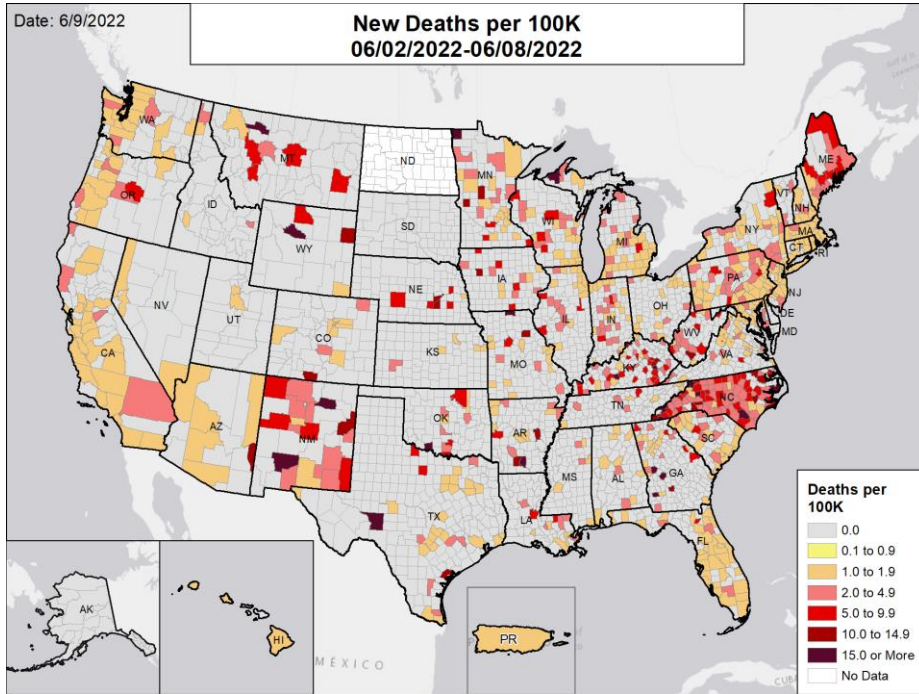 Date: 6/9/2022
New Deaths per 100K
06/02/2022-06/08/2022
WA
MT
ND
MN
ME
OR
ID
WY
SD
WI
MI
VT
NH
NY
MA
CT
RI
NV
UT
CO
NE
IA
IL
IN
OH
PA
NJ
DE
MD
WV
VA
CA
KS
MO
KY
AZ
NM
OK
AR
TN
NC
SC
TX
LA
MS
AL
GA
FL
AK
HI
PR
MÉXICO
Deaths per
100K
0.0
0.1 to 0.9
1.0 to 1.9
2.0 to 4.9
5.0 to 9.9
10.0 to 14.9
15.0 or More
No Data